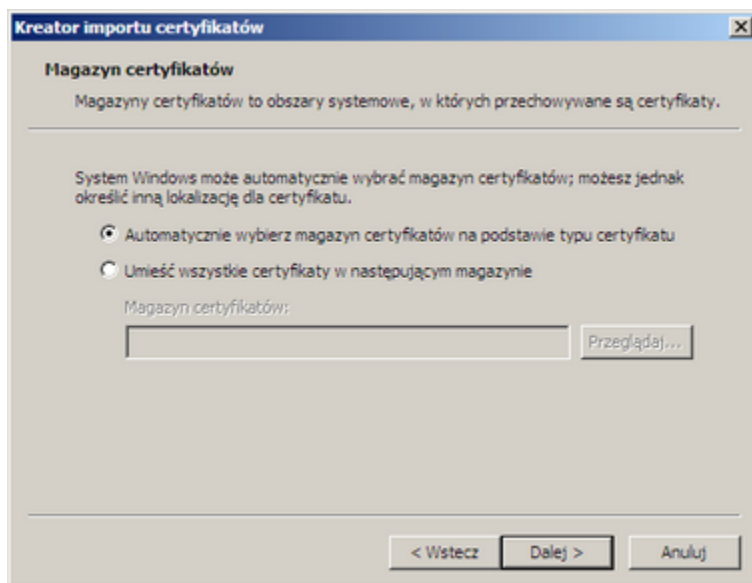 Kreator importu certyfikatów
Magazyn certyfikatów
Magazyny certyfikatów to obszary systemowe, w których przechowywane są certyfikaty.
System Windows może automatycznie wybrać magazyn certyfikatów; możesz jednak
określić inną lokalizację dla certyfikatu.
Automatycznie wybierz magazyn certyfikatów na podstawie typu certyfikatu
Umieść wszystkie certyfikaty w następującym magazynie
Magazyn certyfikatów:
Przeglądaj...
< Wstecz Dalej > Anuluj